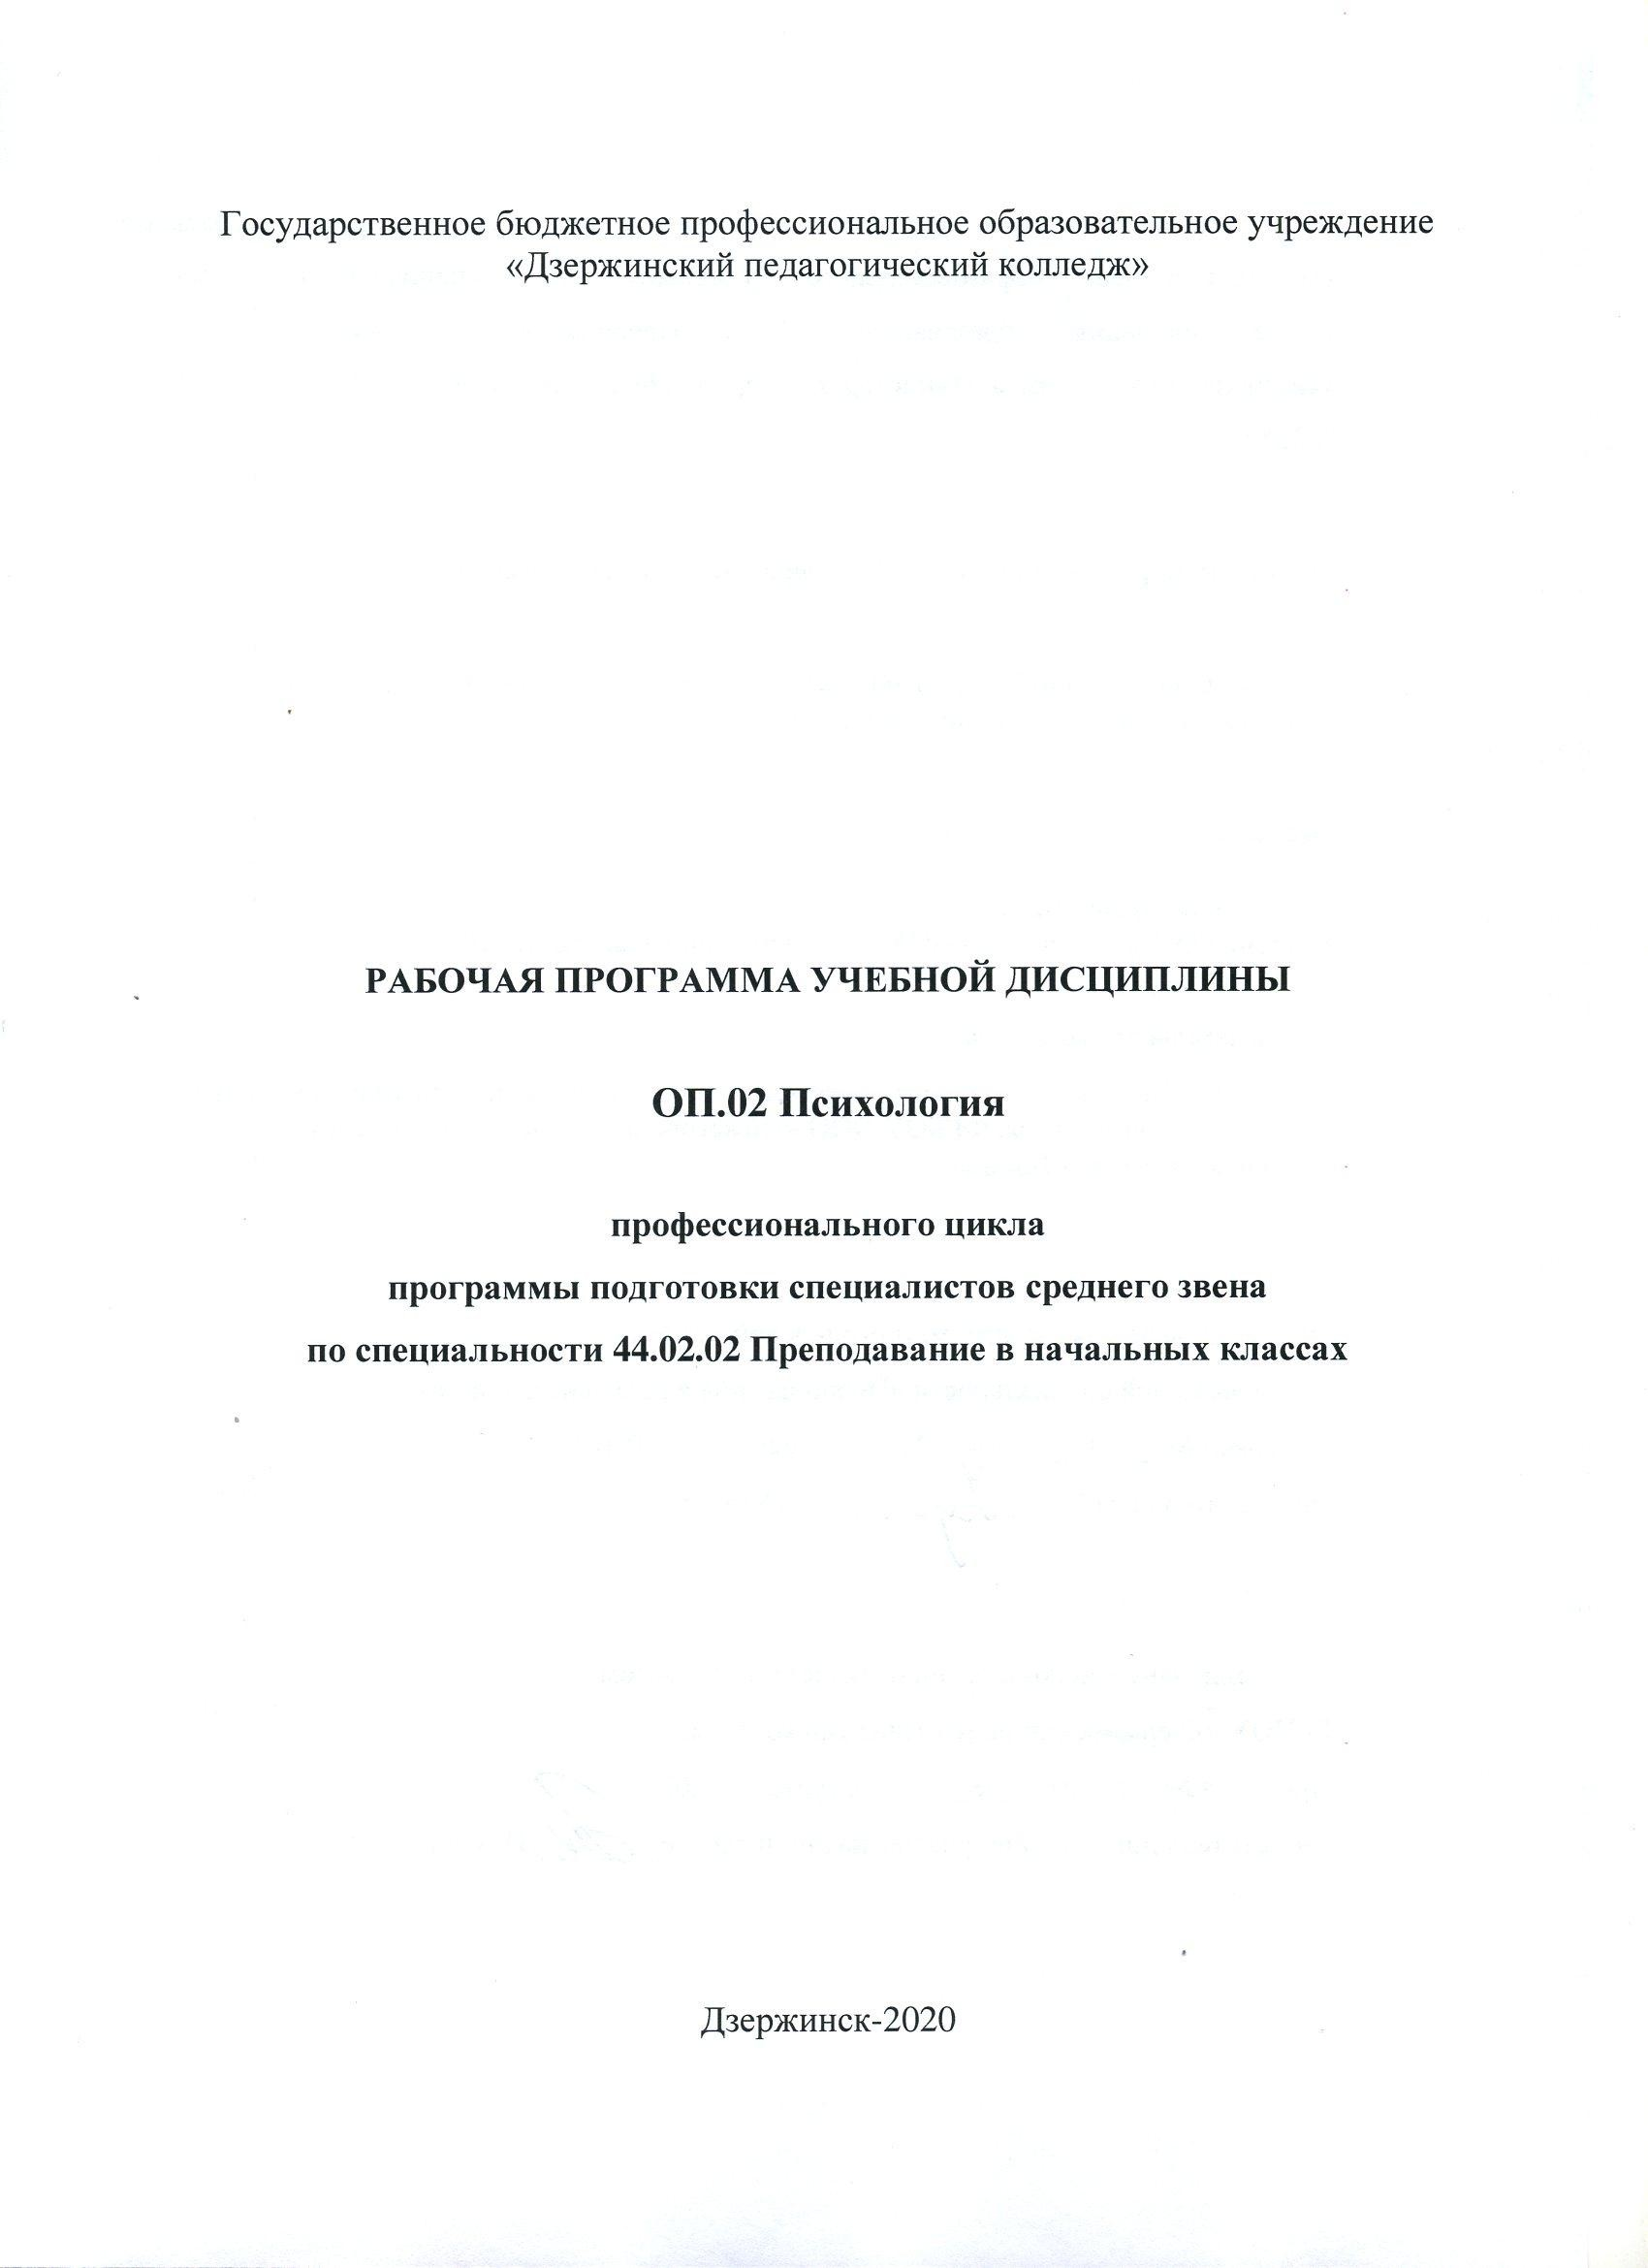 Государственное бюджетное профессиональное образовательное учреждение
«Дзержинский педагогический колледж»
РАБОЧАЯ ПРОГРАММА УЧЕБНОЙ ДИСЦИПЛИНЫ
ОП.02 Психология
профессионального цикла
программы подготовки специалистов среднего звена
по специальности 44.02.02 Преподавание в начальных классах
Дзержинск-2020